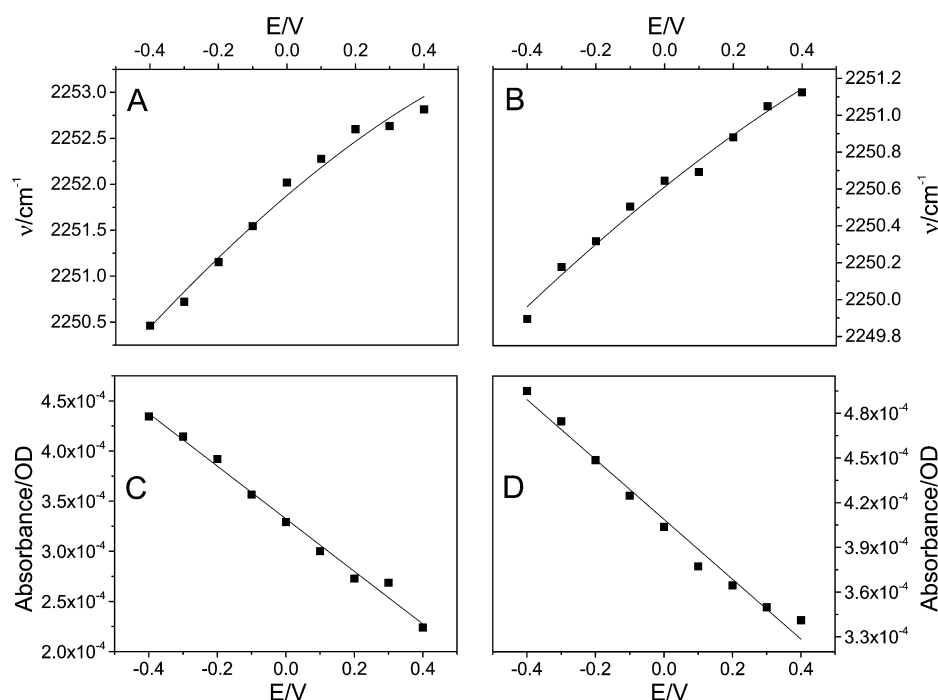 E/V
E/V
-0.4 -0.2 0.0 0.2 0.4
-0.4 -0.2 0.0 0.2 0.4
A
2253.0
2252.5
2252.0
2251.5
2251.0
2250.5
ν/cm⁻¹
B
2251.2
2251.0
2250.8
2250.6
2250.4
2250.2
2250.0
2249.8
ν/cm⁻¹
C
4.5x10⁻⁴
4.0x10⁻⁴
3.5x10⁻⁴
3.0x10⁻⁴
2.5x10⁻⁴
2.0x10⁻⁴
Absorbance/OD
D
4.8x10⁻⁴
4.5x10⁻⁴
4.2x10⁻⁴
3.9x10⁻⁴
3.6x10⁻⁴
3.3x10⁻⁴
Absorbance/OD
-0.4 -0.2 0.0 0.2 0.4
-0.4 -0.2 0.0 0.2 0.4
E/V
E/V